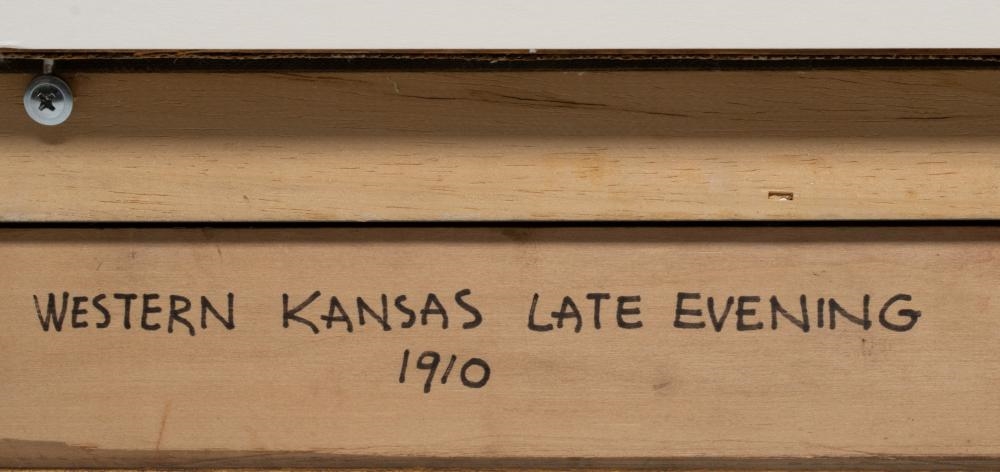 WESTERN KANSAS LATE EVENING
1910